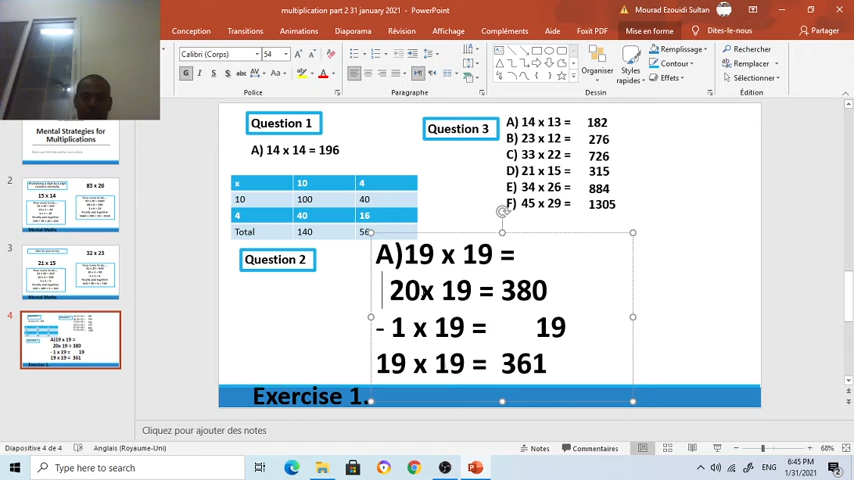 multiplication part 2 31 january 2021 - PowerPoint
Mourad Ezouidi Sultan
Insertion
Transitions
Animations
Diaporama
Révision
Affichage
Compléments
Aide
Foxit PDF
Mise en forme
Dites-le-nous
Partager
Calibri (Corps)
54
G
I
S
abc
AV
Aa
A
Police
Paragraphe
Organiser
Styles
rapides
Remplissage
Contour
Effets
Dessin
Rechercher
Remplacer
Sélectionner
Modification
Mental Strategies for
Multiplications
2
83 x 26
13 x 14
Mental Maths
3
32 x 23
21 x 15
Mental Maths
4
Question 1
A) 14 x 14 = 196
x 10 4
10 100 40
4 40 16
Total 140 56
Question 2
Question 3
A) 14 x 13 = 182
B) 23 x 12 = 276
C) 33 x 22 = 726
D) 21 x 15 = 315
E) 34 x 26 = 884
F) 45 x 29 = 1305
A)19 x 19 =
20x 19 = 380
- 1 x 19 = 19
19 x 19 = 361
Exercise 1.
Cliquez pour ajouter des notes
Diapositive 4 de 4
Anglais (Royaume-Uni)
Notes
Commentaires
68%
Type here to search
ENG
6:45 PM
1/31/2021
2